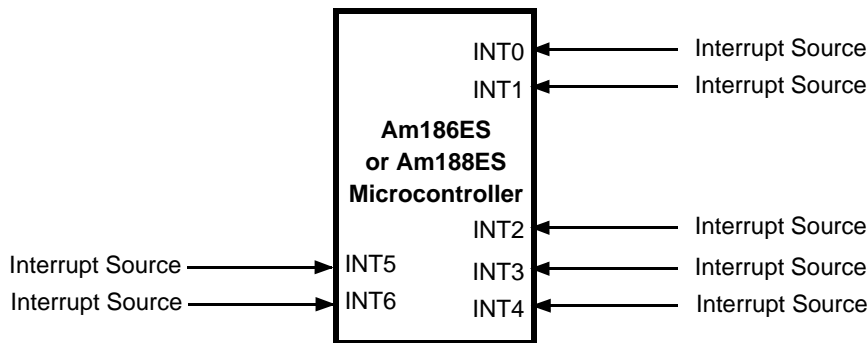 INT0 Interrupt Source
INT1 Interrupt Source
Am186ES
or Am188ES
Microcontroller
INT2 Interrupt Source
Interrupt Source INT5 INT3 Interrupt Source
Interrupt Source INT6 INT4 Interrupt Source